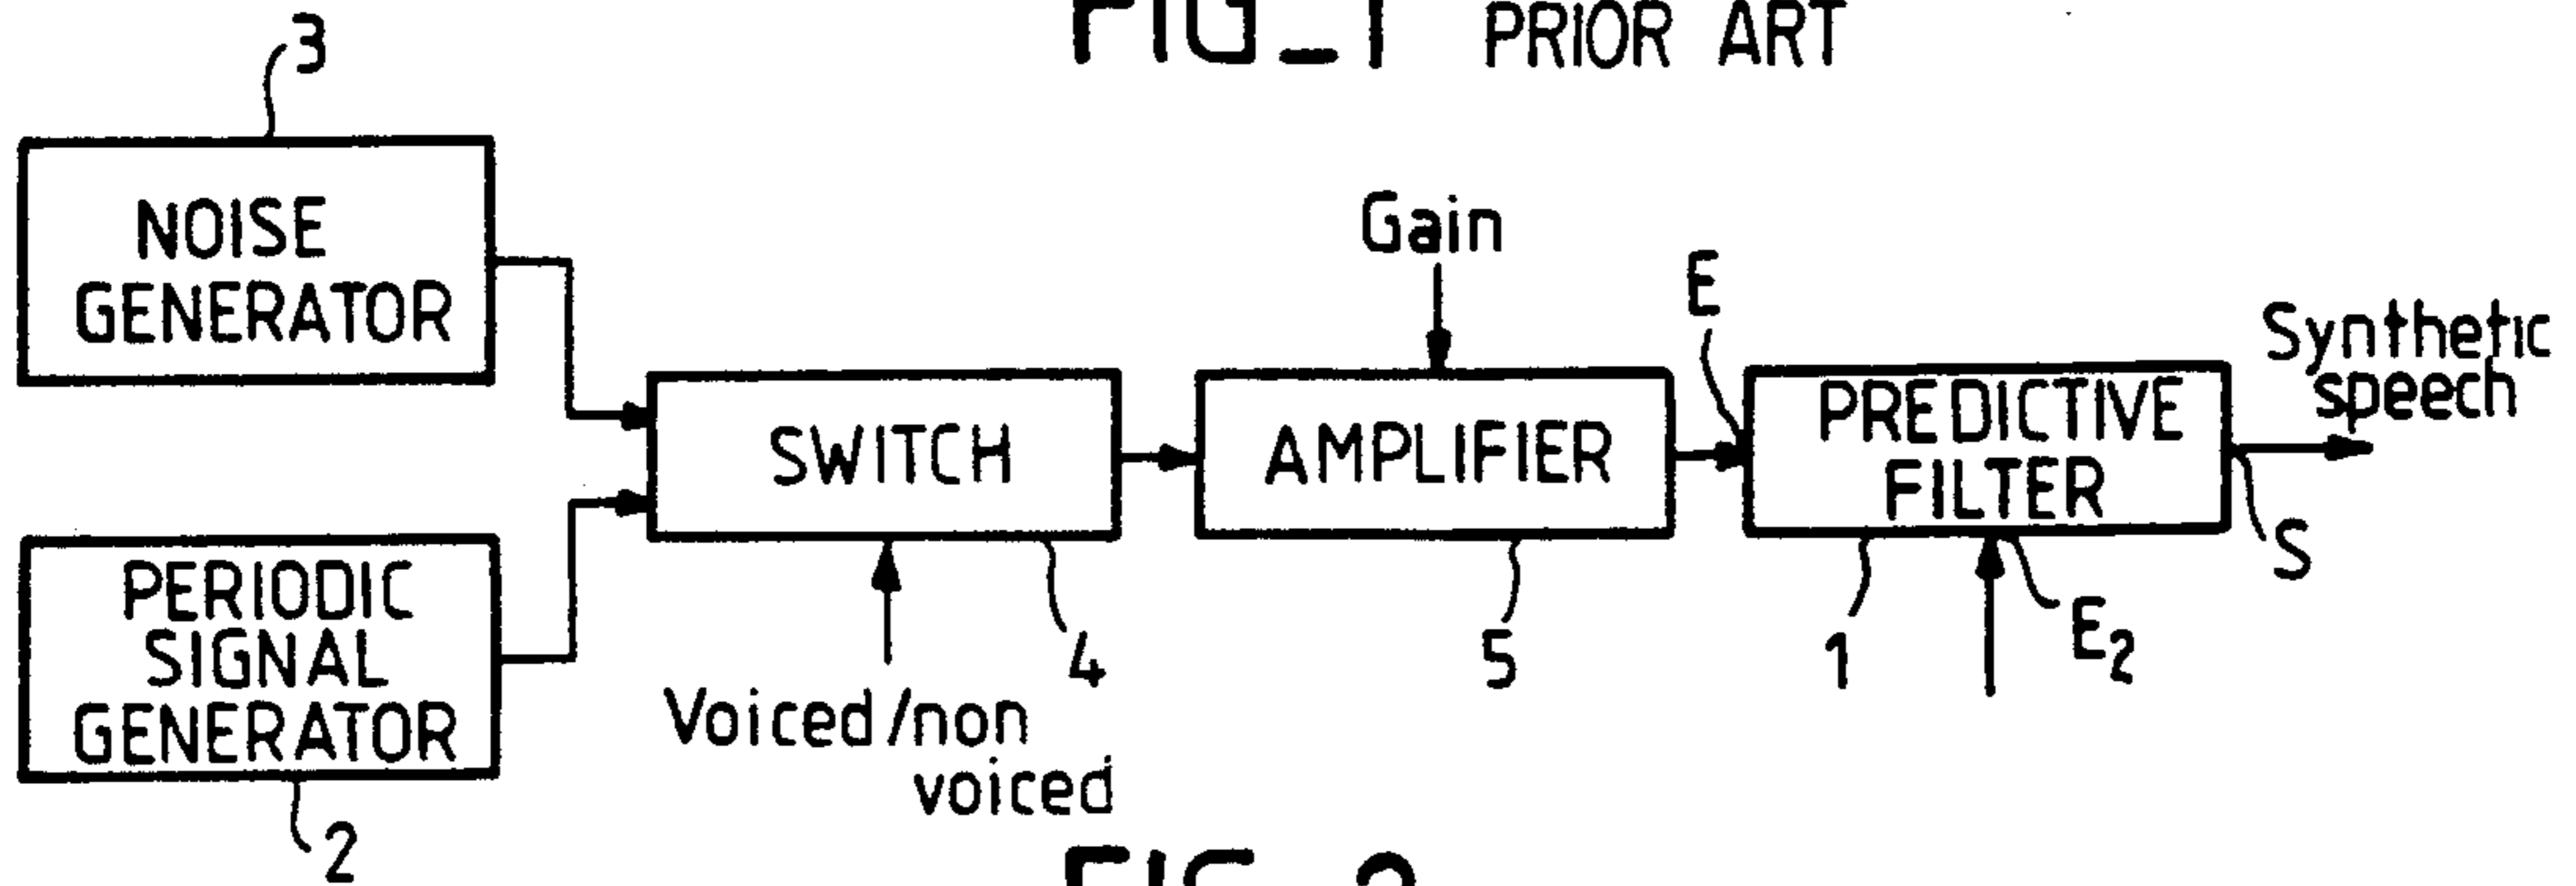 FIG_1 PRIOR ART
3
NOISE
GENERATOR
Gain
E
Synthetic
speech
SWITCH
AMPLIFIER
PREDICTIVE
FILTER
S
PERIODIC
SIGNAL
GENERATOR
Voiced/non
voiced
4
5
1
E2
2
FIG_2